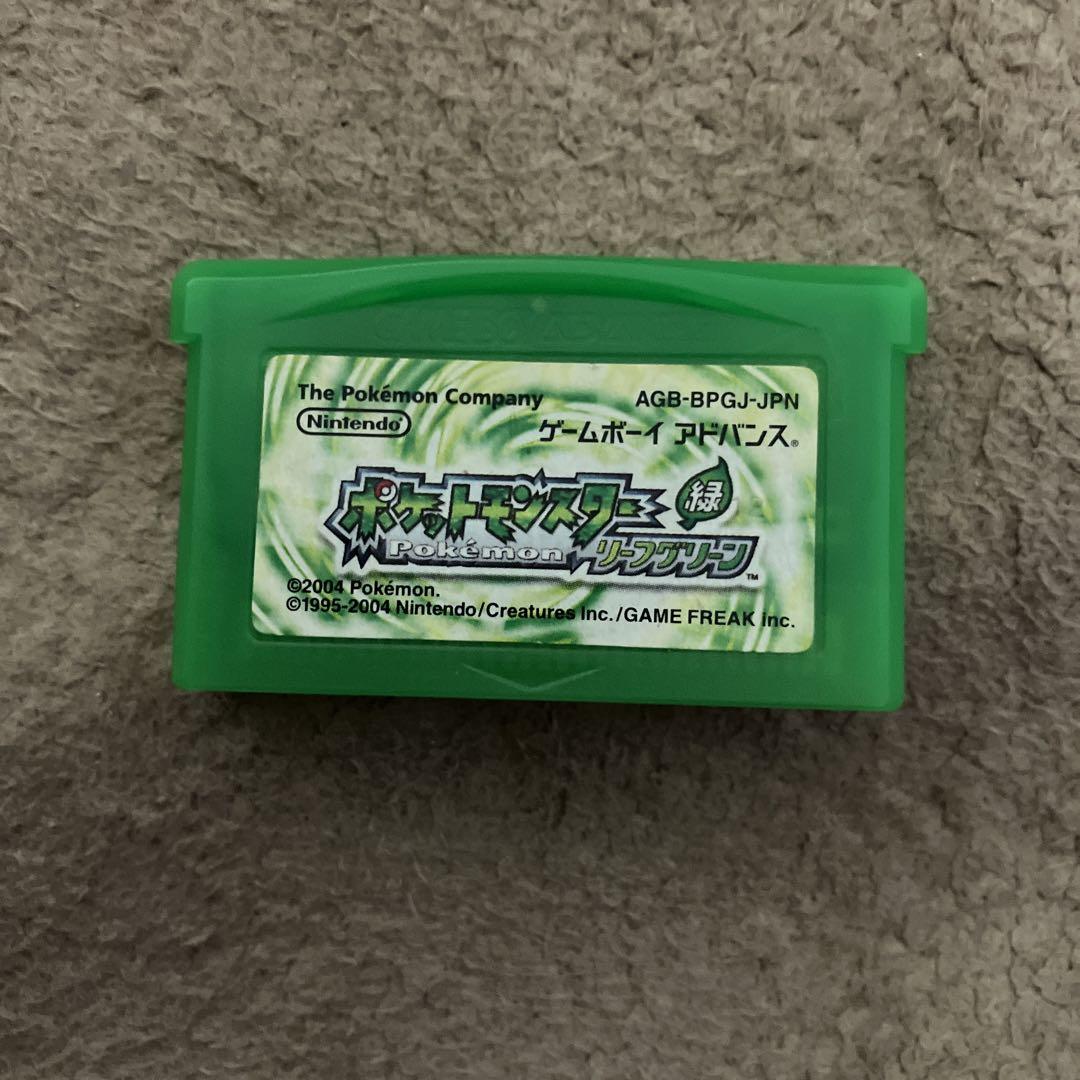 The Pokémon Company
AGB-BPGJ-JPN
Nintendo®
ゲームボーイ アドバンス®
ポケットモンスター 緑
Pokémon リーフグリーン™
©2004 Pokémon.
©1995-2004 Nintendo/Creatures Inc./GAME FREAK inc.